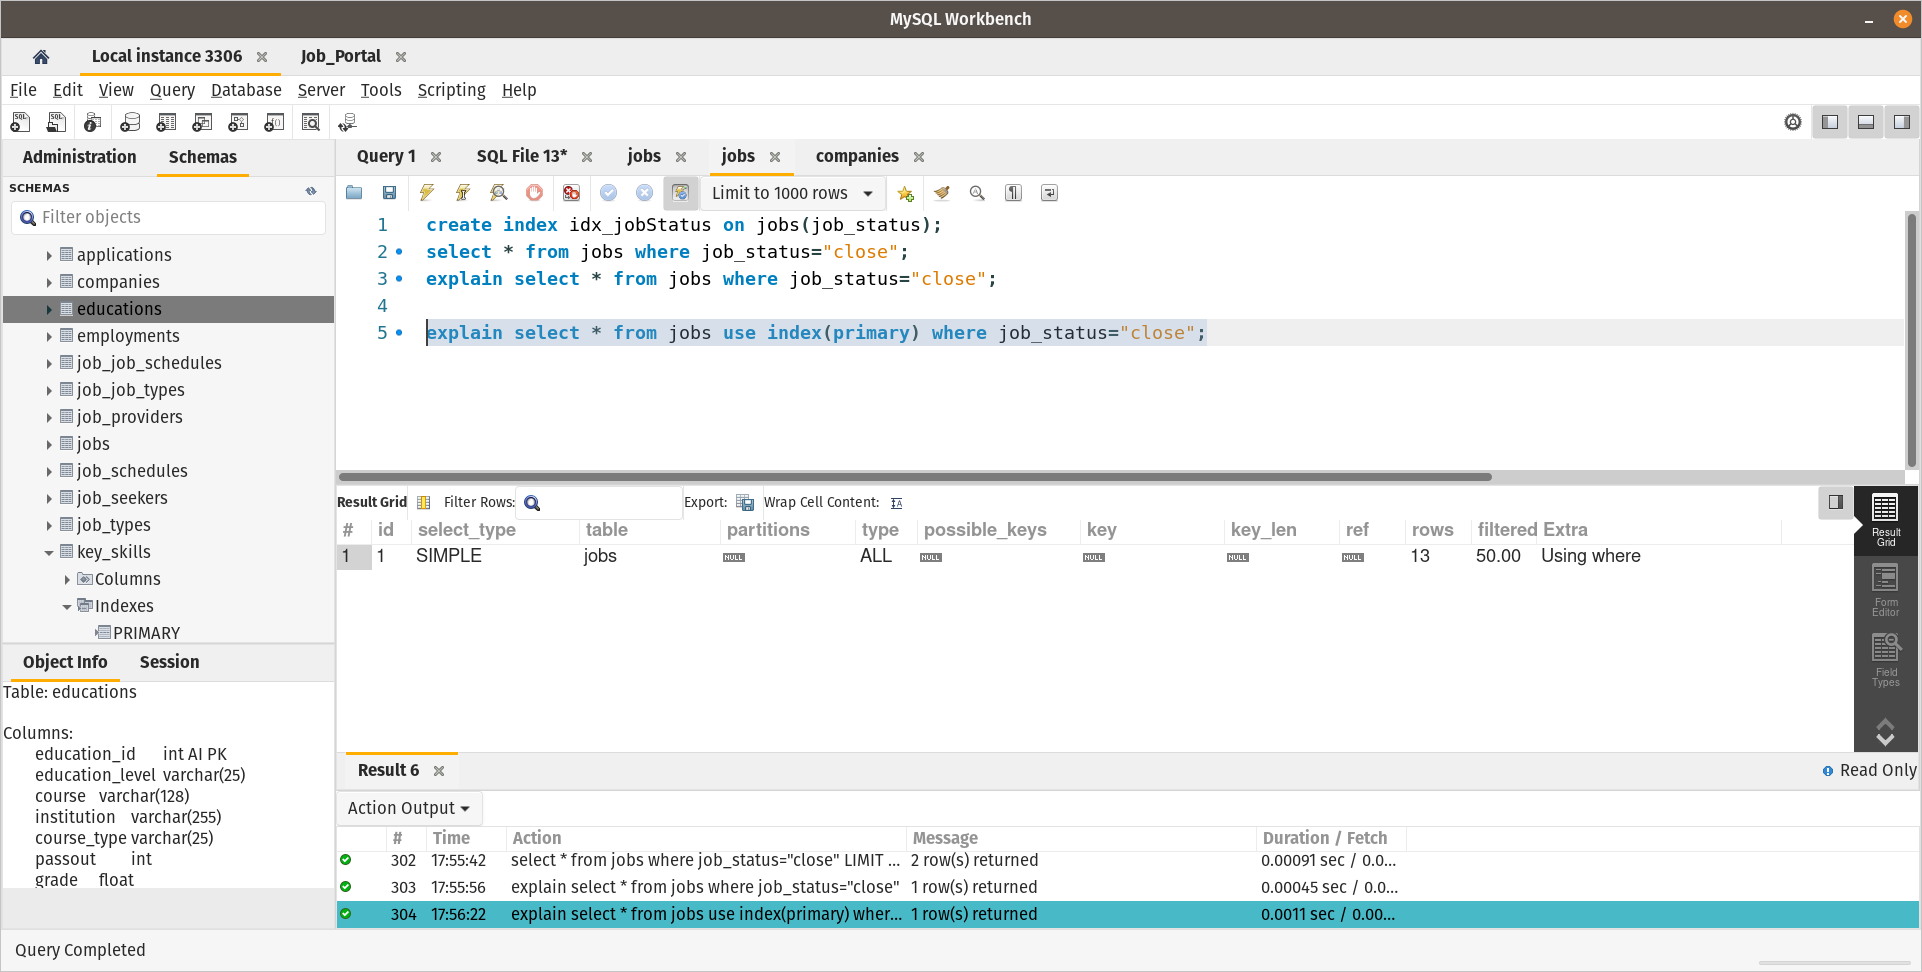 MySQL Workbench
Local instance 3306 Job_Portal
File Edit View Query Database Server Tools Scripting Help
Administration Schemas
SCHEMAS
Filter objects
applications
companies
educations
employments
job_job_schedules
job_job_types
job_providers
jobs
job_schedules
job_seekers
job_types
key_skills
Columns
Indexes
PRIMARY
Object Info Session
Table: educations
Columns:
education_id int AI PK
education_level varchar(25)
course varchar(128)
institution varchar(255)
course_type varchar(25)
passout int
grade float
Query 1 SQL File 13* jobs jobs companies
Limit to 1000 rows
1 create index idx_jobStatus on jobs(job_status);
2 select * from jobs where job_status="close";
3 explain select * from jobs where job_status="close";
4
5 explain select * from jobs use index(primary) where job_status="close";
Result Grid Filter Rows: Export: Wrap Cell Content:
# id select_type table partitions type possible_keys key key_len ref rows filtered Extra
1 1 SIMPLE jobs NULL ALL NULL NULL NULL NULL 13 50.00 Using where
Result
Grid
Form
Editor
Field
Types
Result 6 Read Only
Action Output
# Time Action Message Duration / Fetch
302 17:55:42 select * from jobs where job_status="close" LIMIT ... 2 row(s) returned 0.00091 sec / 0.0...
303 17:55:56 explain select * from jobs where job_status="close" 1 row(s) returned 0.00045 sec / 0.0...
304 17:56:22 explain select * from jobs use index(primary) wher... 1 row(s) returned 0.0011 sec / 0.00...
Query Completed